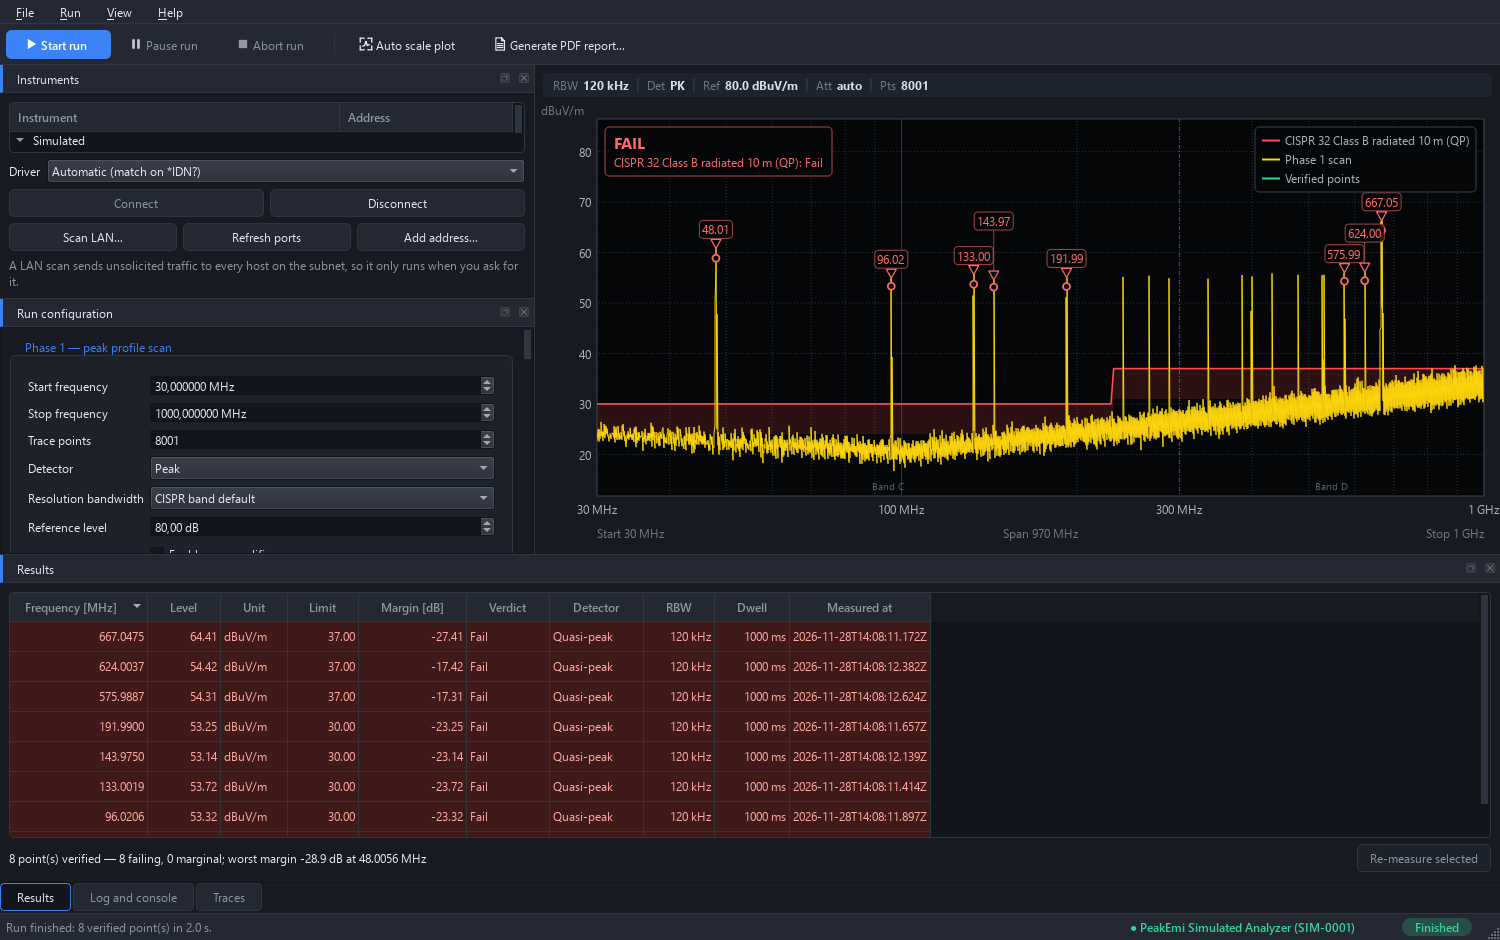 File Run View Help
Start run Pause run Abort run Auto scale plot Generate PDF report...
Instruments
Instrument Address
Simulated
Driver Automatic (match on *IDN?)
Connect Disconnect
Scan LAN... Refresh ports Add address...
A LAN scan sends unsolicited traffic to every host on the subnet, so it only runs when you ask for
it.
Run configuration
Phase 1 — peak profile scan
Start frequency 30,000000 MHz
Stop frequency 1000,000000 MHz
Trace points 8001
Detector Peak
Resolution bandwidth CISPR band default
Reference level 80,00 dB
RBW 120 kHz Det PK Ref 80.0 dBuV/m Att auto Pts 8001
dBuV/m
FAIL
CISPR 32 Class B radiated 10 m (QP): Fail
CISPR 32 Class B radiated 10 m (QP)
Phase 1 scan
Verified points
80
70
60
50
40
30
20
48.01
96.02
133.00
143.97
191.99
575.99
624.00
667.05
Band C
Band D
30 MHz 100 MHz 300 MHz 1 GHz
Start 30 MHz Span 970 MHz Stop 1 GHz
Results
Frequency [MHz] Level Unit Limit Margin [dB] Verdict Detector RBW Dwell Measured at
667.0475 64.41 dBuV/m 37.00 -27.41 Fail Quasi-peak 120 kHz 1000 ms 2026-11-28T14:08:11.172Z
624.0037 54.42 dBuV/m 37.00 -17.42 Fail Quasi-peak 120 kHz 1000 ms 2026-11-28T14:08:12.382Z
575.9887 54.31 dBuV/m 37.00 -17.31 Fail Quasi-peak 120 kHz 1000 ms 2026-11-28T14:08:12.624Z
191.9900 53.25 dBuV/m 30.00 -23.25 Fail Quasi-peak 120 kHz 1000 ms 2026-11-28T14:08:11.657Z
143.9750 53.14 dBuV/m 30.00 -23.14 Fail Quasi-peak 120 kHz 1000 ms 2026-11-28T14:08:12.139Z
133.0019 53.72 dBuV/m 30.00 -23.72 Fail Quasi-peak 120 kHz 1000 ms 2026-11-28T14:08:11.414Z
96.0206 53.32 dBuV/m 30.00 -23.32 Fail Quasi-peak 120 kHz 1000 ms 2026-11-28T14:08:11.897Z
8 point(s) verified — 8 failing, 0 marginal; worst margin -28.9 dB at 48.0056 MHz
Re-measure selected
Results Log and console Traces
Run finished: 8 verified point(s) in 2.0 s.
PeakEmi Simulated Analyzer (SIM-0001) Finished